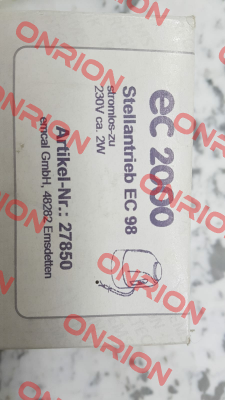 ec 2000
Stellantrieb EC 98
stromlos-zu
230V ca. 2W
Artikel-Nr.: 27850
emcal GmbH, 48282 Emsdetten
ONRION
ONRION
ONRION
ONRION
ONRION
ONRION